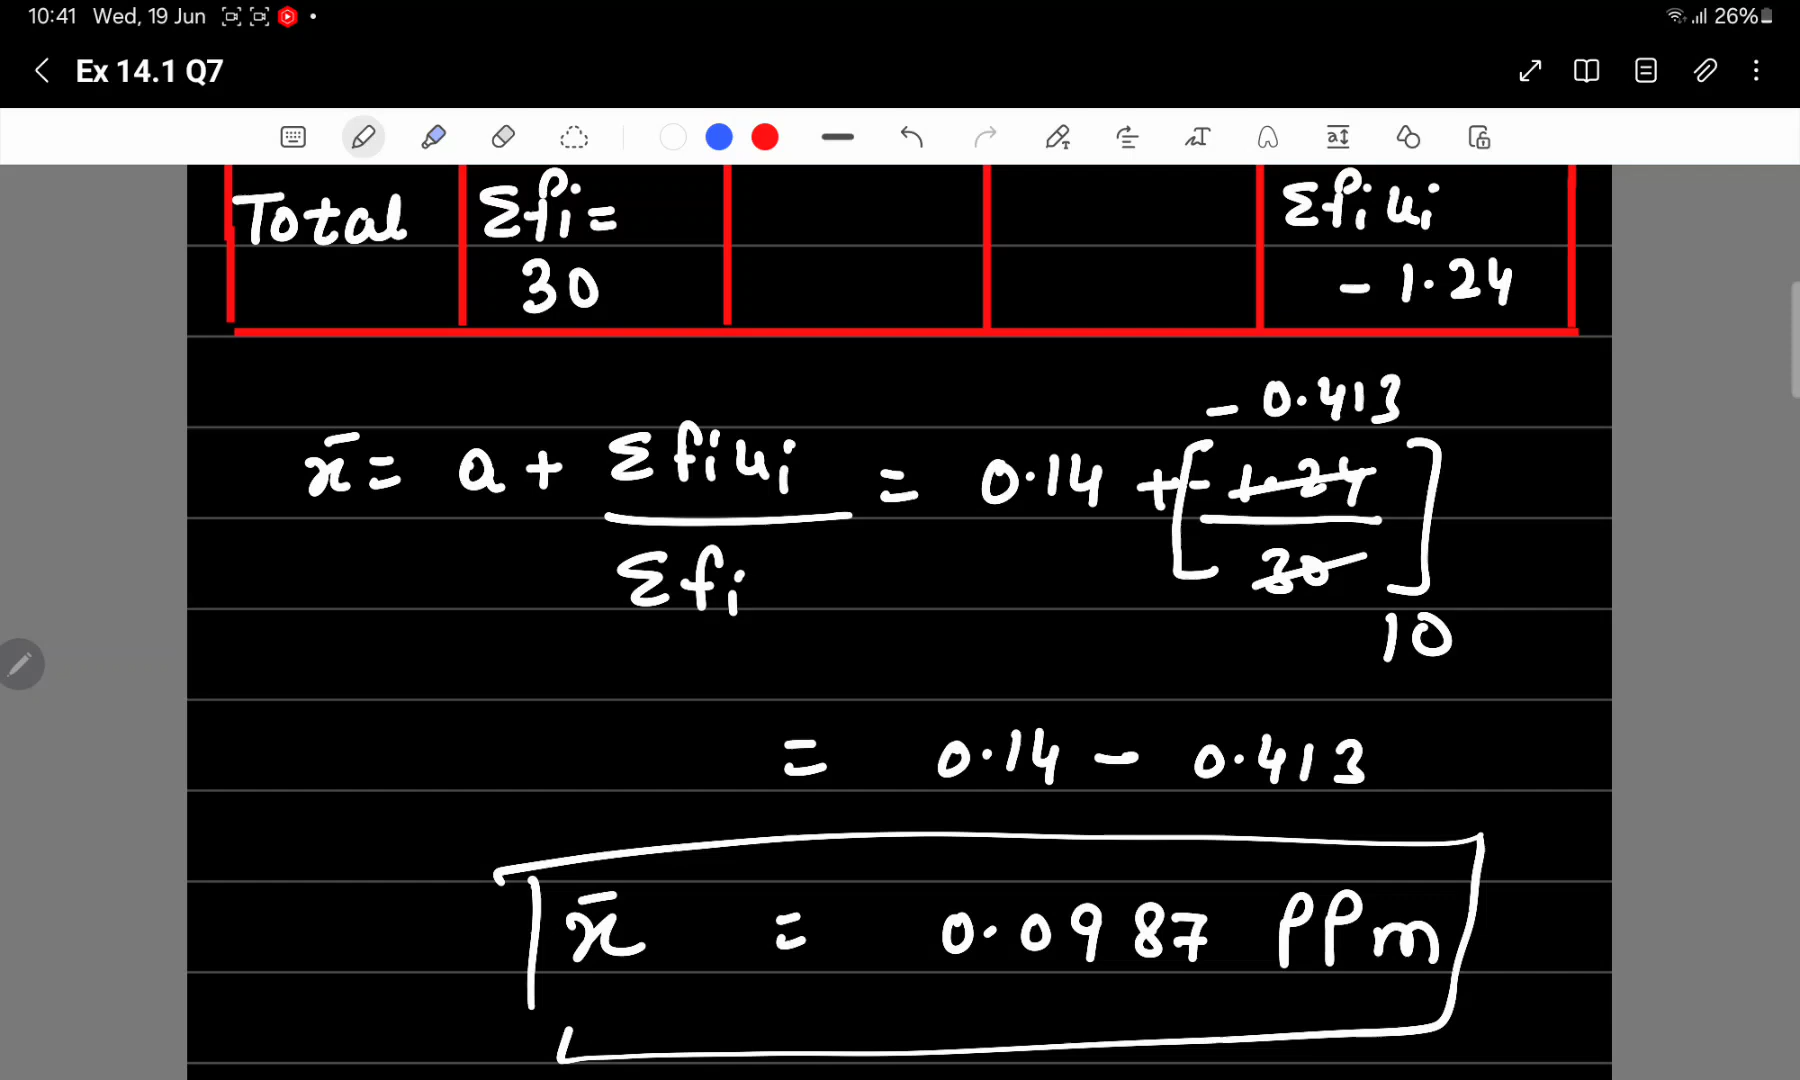 10:41 Wed, 19 Jun 26%
Ex 14.1 Q7
Total Σfi = 30 Σfiui - 1.24
- 0.413
x̄ = a + Σfiui / Σfi = 0.14 + [- 1.24 / 30]
10
= 0.14 - 0.413
x̄ = 0.0987 PPm